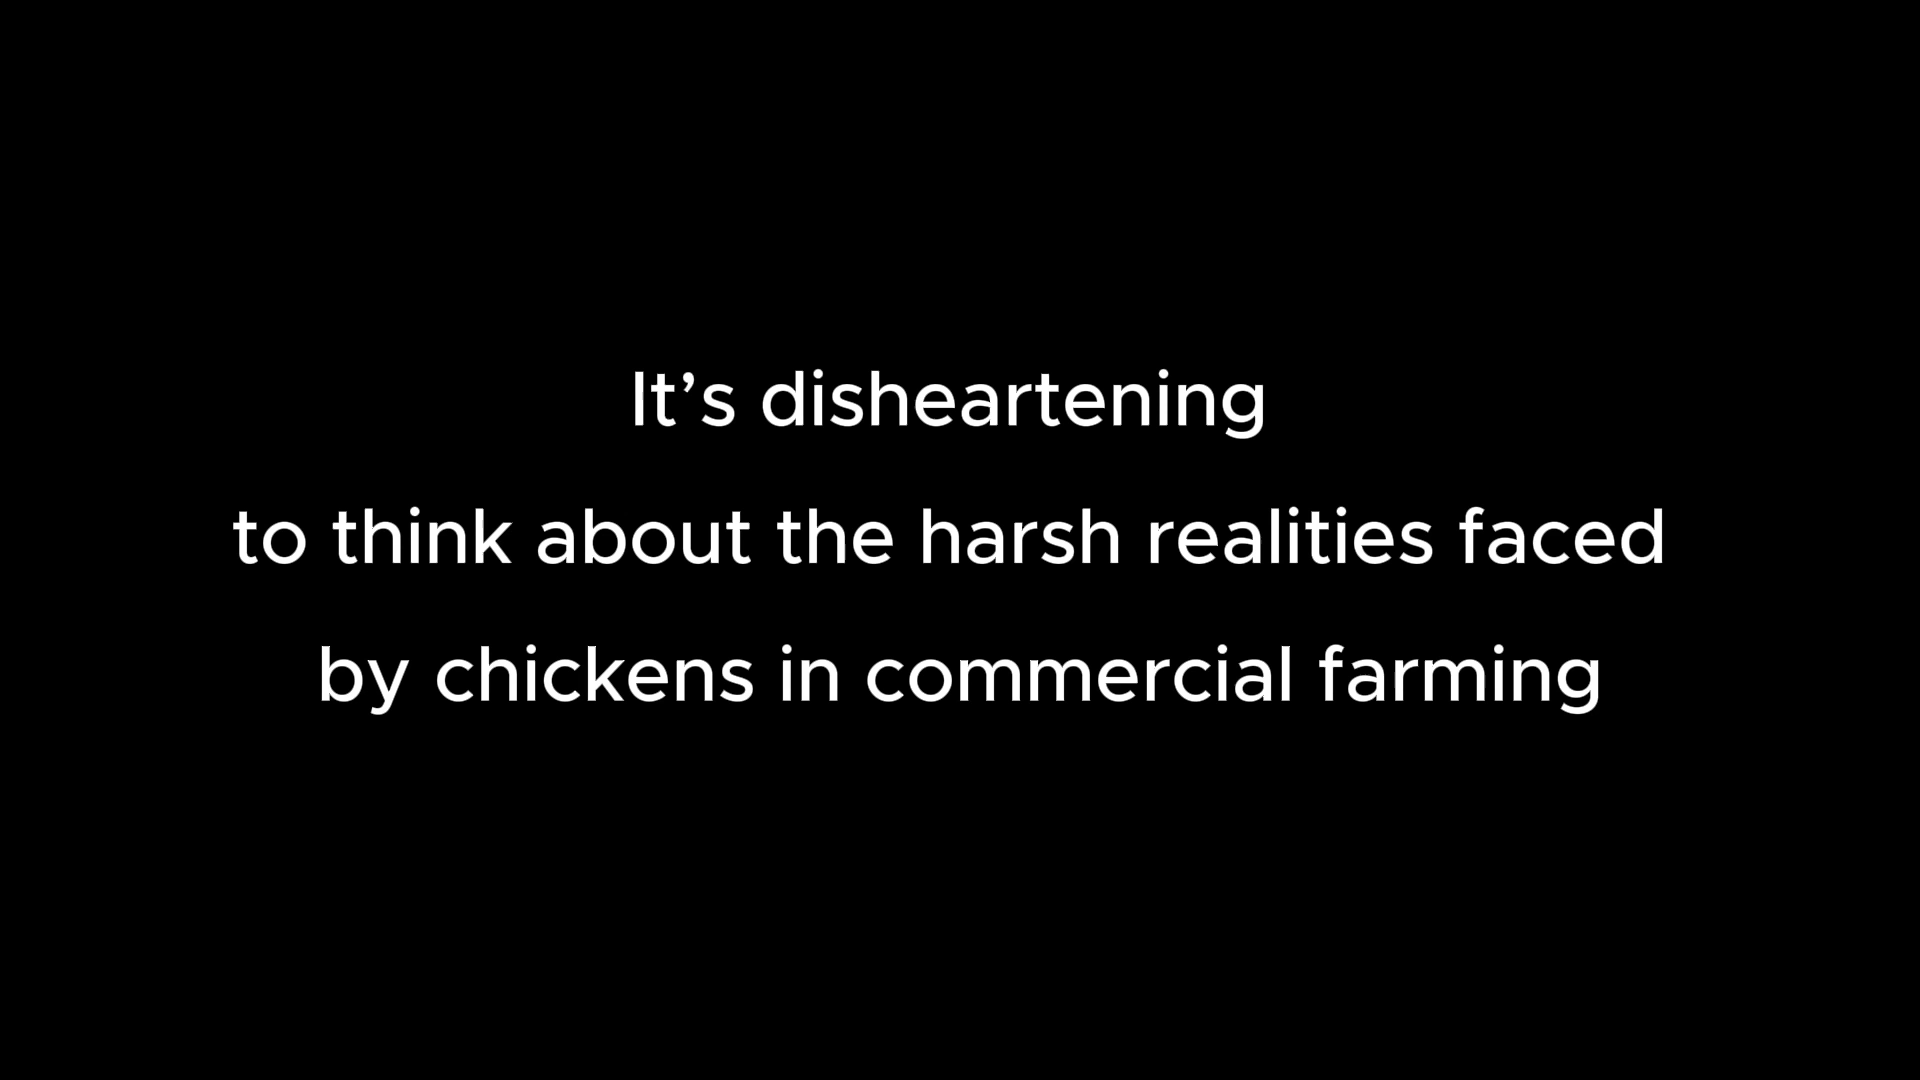 It’s disheartening
to think about the harsh realities faced
by chickens in commercial farming